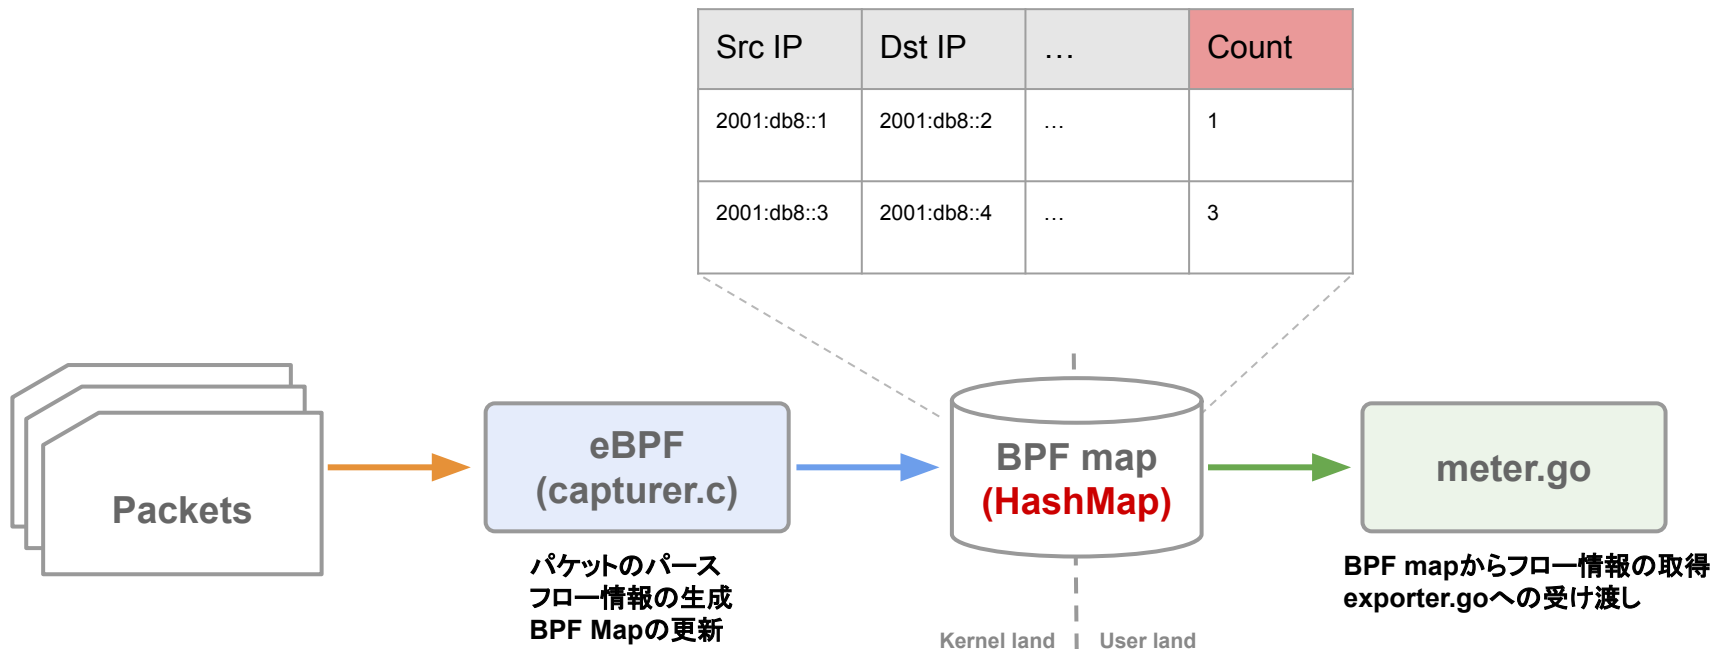 Src IP Dst IP … Count
2001:db8::1 2001:db8::2 … 1
2001:db8::3 2001:db8::4 … 3
Packets
eBPF
(capturer.c)
パケットのパース
フロー情報の生成
BPF Mapの更新
BPF map
(HashMap)
Kernel land User land
meter.go
BPF mapからフロー情報の取得
exporter.goへの受け渡し